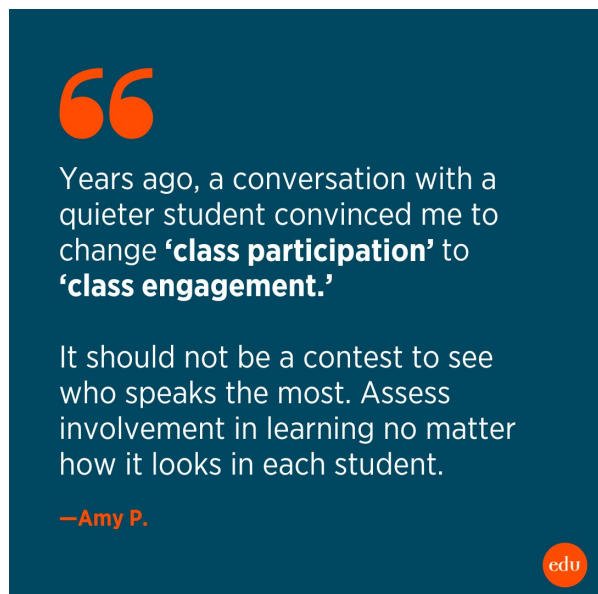 “
Years ago, a conversation with a
quieter student convinced me to
change ‘class participation’ to
‘class engagement.’
It should not be a contest to see
who speaks the most. Assess
involvement in learning no matter
how it looks in each student.
—Amy P.
edu